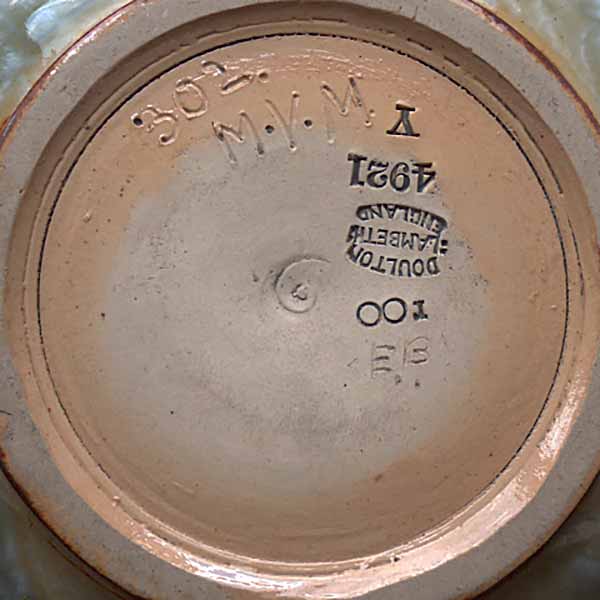 302.
M.V.M.
EB
100
DOULTON
LAMBETH
ENGLAND
4921
Y